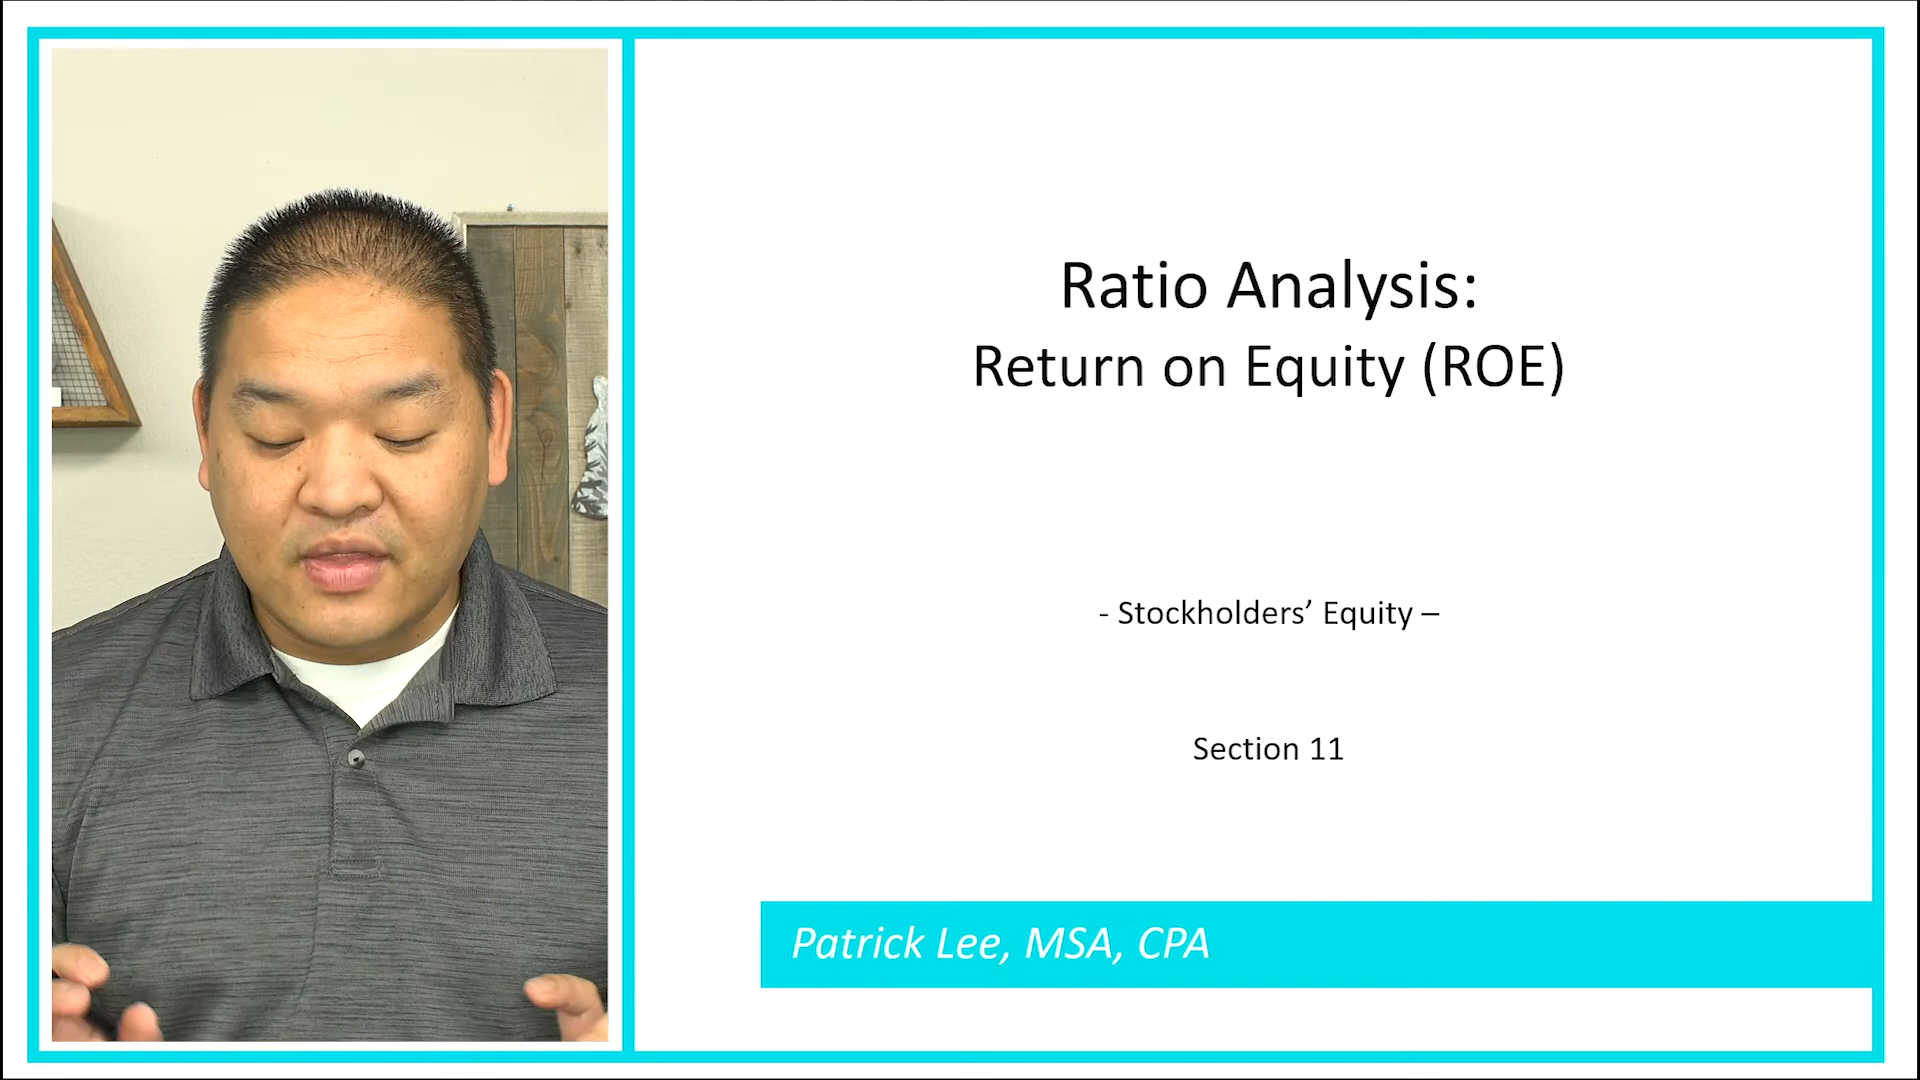 Ratio Analysis:
Return on Equity (ROE)
- Stockholders’ Equity –
Section 11
Patrick Lee, MSA, CPA